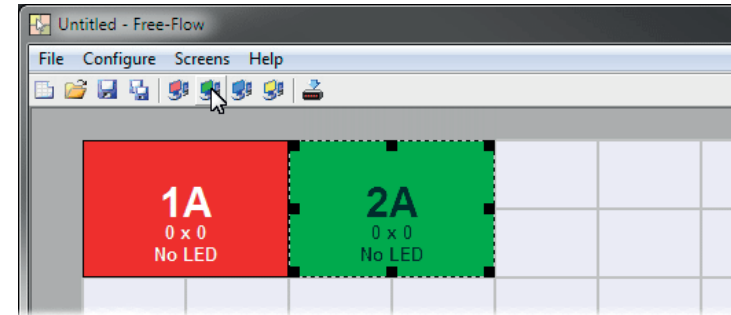 Untitled - Free-Flow
File Configure Screens Help
1A
0 x 0
No LED
2A
0 x 0
No LED